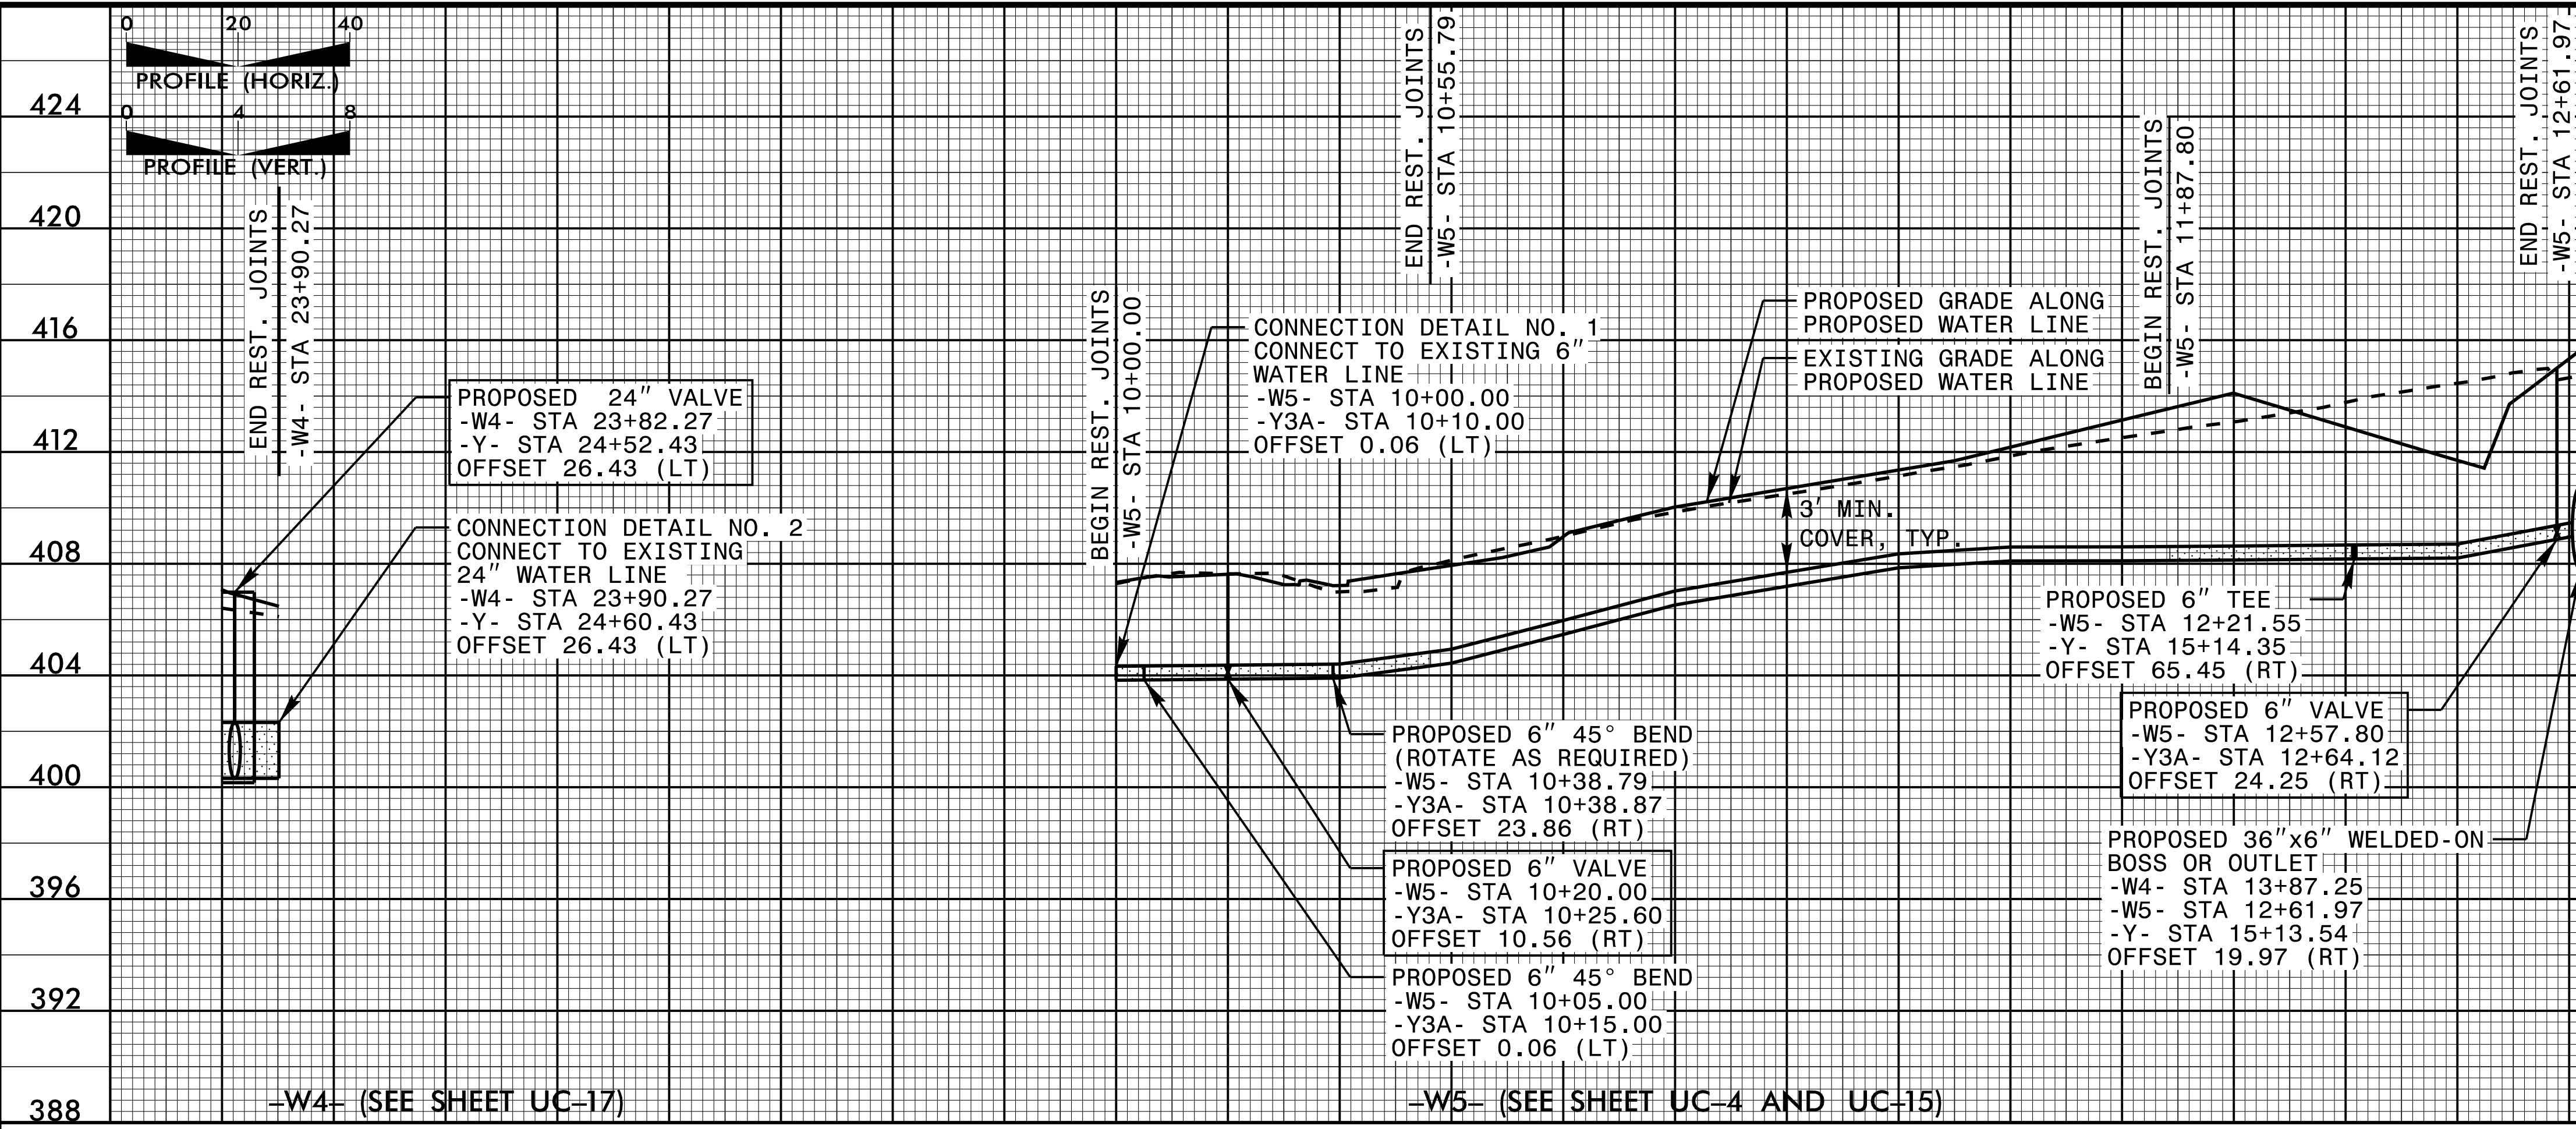 0 20 40
PROFILE (HORIZ.)
0 4 8
PROFILE (VERT.)
424
420
416
412
408
404
400
396
392
388
END REST. JOINTS
-W4- STA 23+90.27
PROPOSED 24" VALVE
-W4- STA 23+82.27
-Y- STA 24+52.43
OFFSET 26.43 (LT)
CONNECTION DETAIL NO. 2
CONNECT TO EXISTING
24" WATER LINE
-W4- STA 23+90.27
-Y- STA 24+60.43
OFFSET 26.43 (LT)
-W4- (SEE SHEET UC-17)
BEGIN REST. JOINTS
-W5- STA 10+00.00
CONNECTION DETAIL NO. 1
CONNECT TO EXISTING 6"
WATER LINE
-W5- STA 10+00.00
-Y3A- STA 10+10.00
OFFSET 0.06 (LT)
END REST. JOINTS
-W5- STA 10+55.79
PROPOSED GRADE ALONG
PROPOSED WATER LINE
EXISTING GRADE ALONG
PROPOSED WATER LINE
3' MIN.
COVER, TYP.
BEGIN REST. JOINTS
-W5- STA 11+87.80
END REST. JOINTS
-W5- STA 12+61.97
PROPOSED 6" 45° BEND
(ROTATE AS REQUIRED)
-W5- STA 10+38.79
-Y3A- STA 10+38.87
OFFSET 23.86 (RT)
PROPOSED 6" VALVE
-W5- STA 10+20.00
-Y3A- STA 10+25.60
OFFSET 10.56 (RT)
PROPOSED 6" 45° BEND
-W5- STA 10+05.00
-Y3A- STA 10+15.00
OFFSET 0.06 (LT)
PROPOSED 6" TEE
-W5- STA 12+21.55
-Y- STA 15+14.35
OFFSET 65.45 (RT)
PROPOSED 6" VALVE
-W5- STA 12+57.80
-Y3A- STA 12+64.12
OFFSET 24.25 (RT)
PROPOSED 36"x6" WELDED-ON
BOSS OR OUTLET
-W4- STA 13+87.25
-W5- STA 12+61.97
-Y- STA 15+13.54
OFFSET 19.97 (RT)
-W5- (SEE SHEET UC-4 AND UC-15)